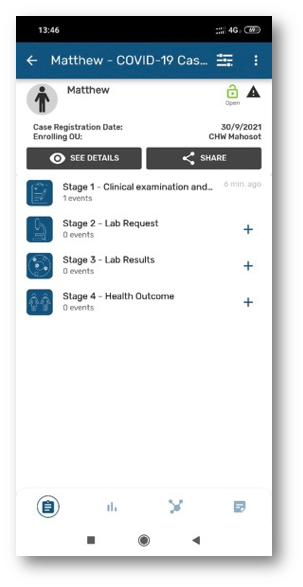 13:46
4G
69
Matthew - COVID-19 Cas...
Matthew
Open
Case Registration Date: 30/9/2021
Enrolling OU: CHW Mahosot
SEE DETAILS
SHARE
Stage 1 - Clinical examination and... 6 min. ago
1 events
Stage 2 - Lab Request
0 events
Stage 3 - Lab Results
0 events
Stage 4 - Health Outcome
0 events